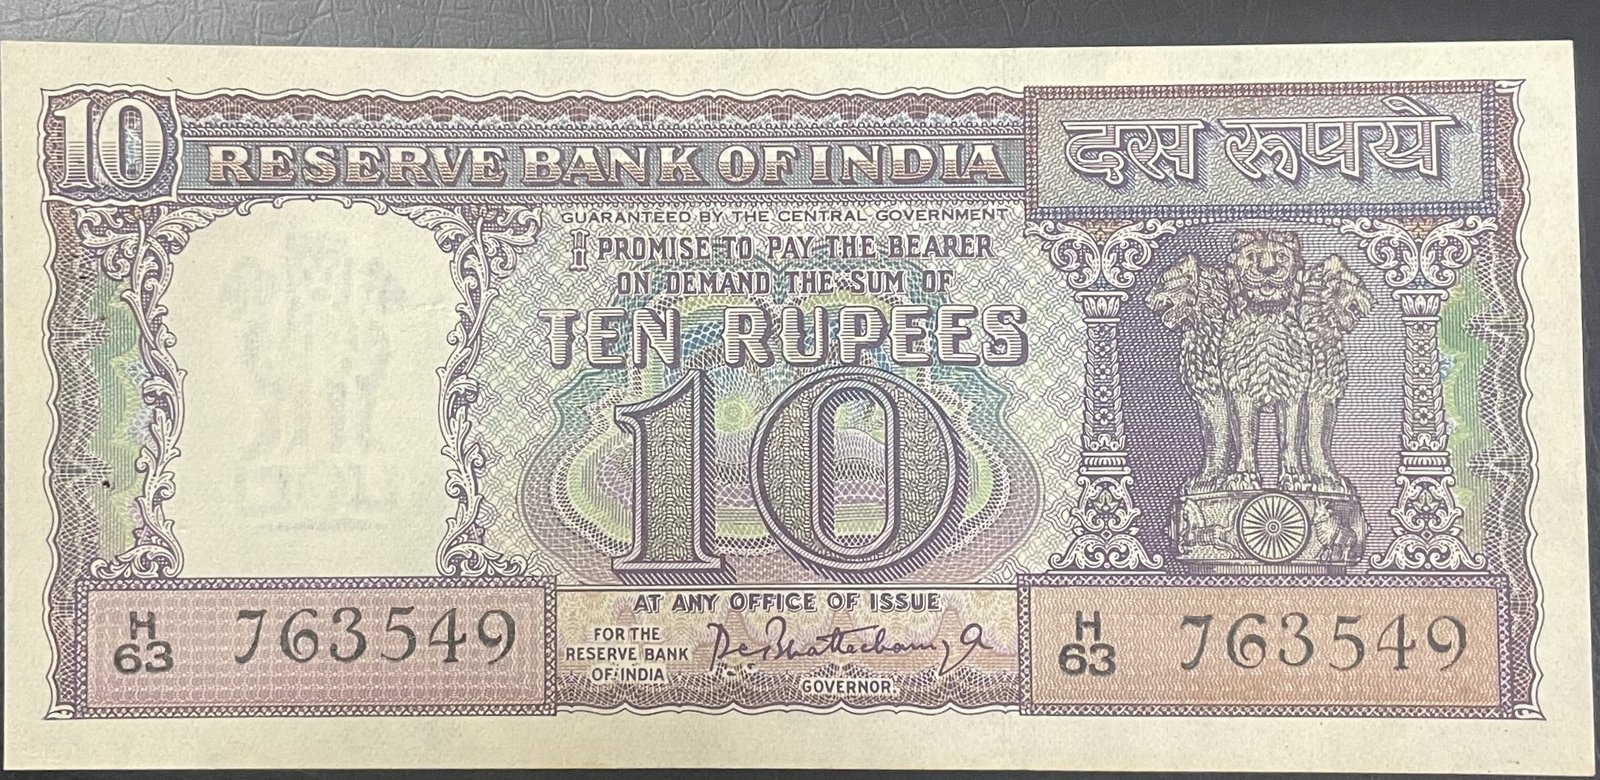 10
RESERVE BANK OF INDIA
दस रूपये
GUARANTEED BY THE CENTRAL GOVERNMENT
I PROMISE TO PAY THE BEARER
ON DEMAND THE SUM OF
TEN RUPEES
10
AT ANY OFFICE OF ISSUE
H
63 763549
FOR THE
RESERVE BANK
OF INDIA
P C Bhattacharyya
GOVERNOR.
H
63 763549